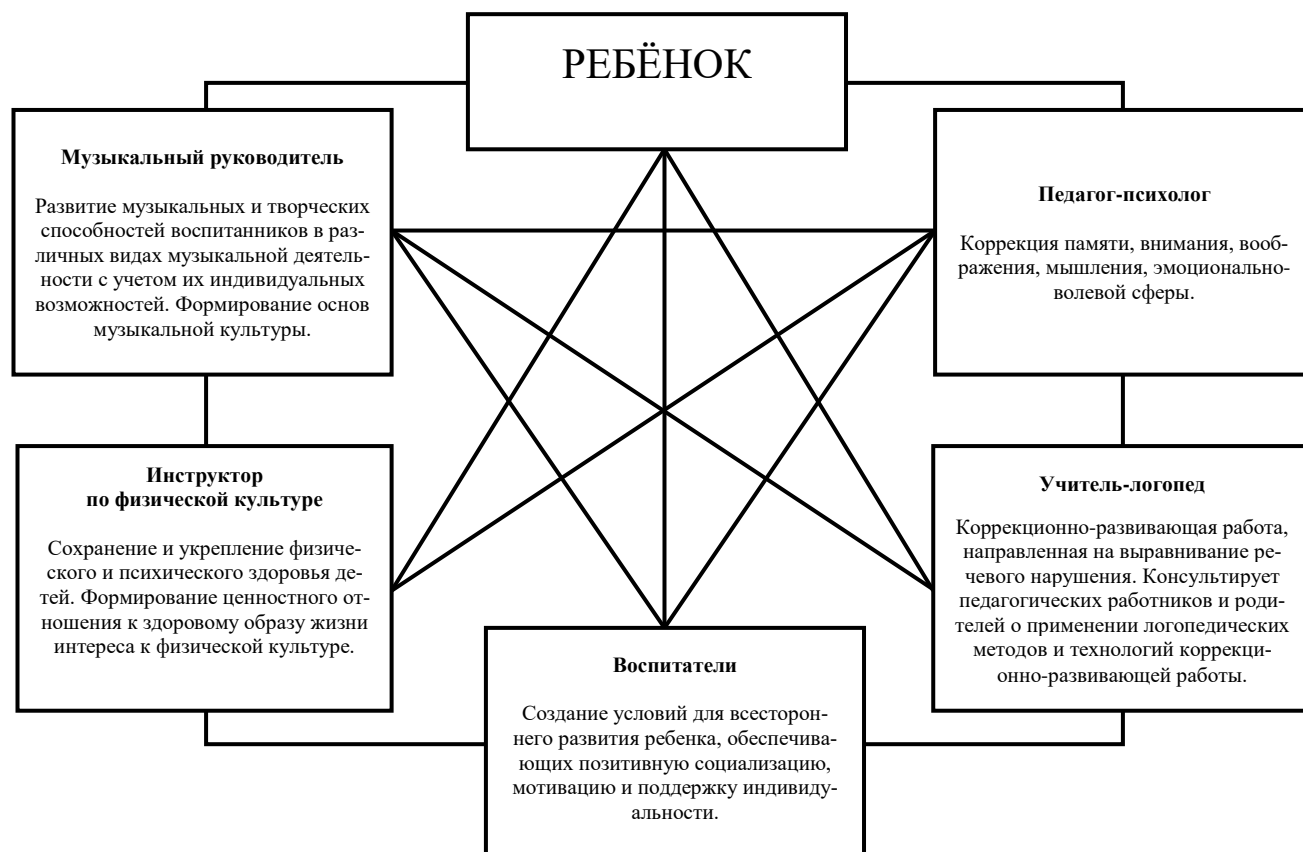 РЕБЁНОК
Музыкальный руководитель
Развитие музыкальных и творческих
способностей воспитанников в раз-
личных видах музыкальной деятель-
ности с учетом их индивидуальных
возможностей. Формирование основ
музыкальной культуры.
Педагог-психолог
Коррекция памяти, внимания, вооб-
ражения, мышления, эмоционально-
волевой сферы.
Инструктор
по физической культуре
Сохранение и укрепление физиче-
ского и психического здоровья де-
тей. Формирование ценностного от-
ношения к здоровому образу жизни
интереса к физической культуре.
Учитель-логопед
Коррекционно-развивающая работа,
направленная на выравнивание ре-
чевого нарушения. Консультирует
педагогических работников и роди-
телей о применении логопедических
методов и технологий коррекци-
онно-развивающей работы.
Воспитатели
Создание условий для всесторон-
него развития ребенка, обеспечива-
ющих позитивную социализацию,
мотивацию и поддержку индивиду-
альности.